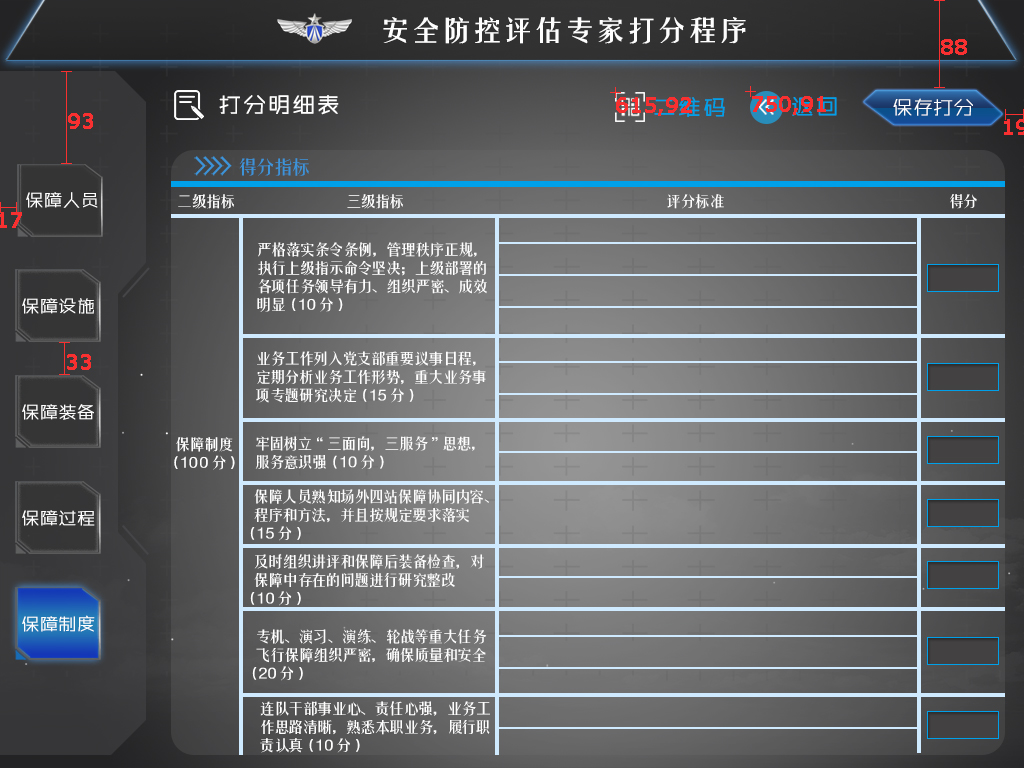 安全防控评估专家打分程序
88
93
打分明细表
615,92
二维码
750,91
返回
保存打分
19
得分指标
二级指标 三级指标 评分标准 得分
保障人员
17
保障设施
33
保障装备
保障过程
保障制度
保障制度
(100 分)
严格落实条令条例，管理秩序正规，
执行上级指示命令坚决；上级部署的
各项任务领导有力、组织严密、成效
明显 (10 分)
业务工作列入党支部重要议事日程，
定期分析业务工作形势，重大业务事
项专题研究决定 (15 分)
牢固树立“三面向，三服务”思想，
服务意识强 (10 分)
保障人员熟知场外四站保障协同内容、
程序和方法，并且按规定要求落实
(15 分)
及时组织讲评和保障后装备检查，对
保障中存在的问题进行研究整改
(10 分)
专机、演习、演练、轮战等重大任务
飞行保障组织严密，确保质量和安全
(20 分)
连队干部事业心、责任心强，业务工
作思路清晰，熟悉本职业务，履行职
责认真 (10 分)